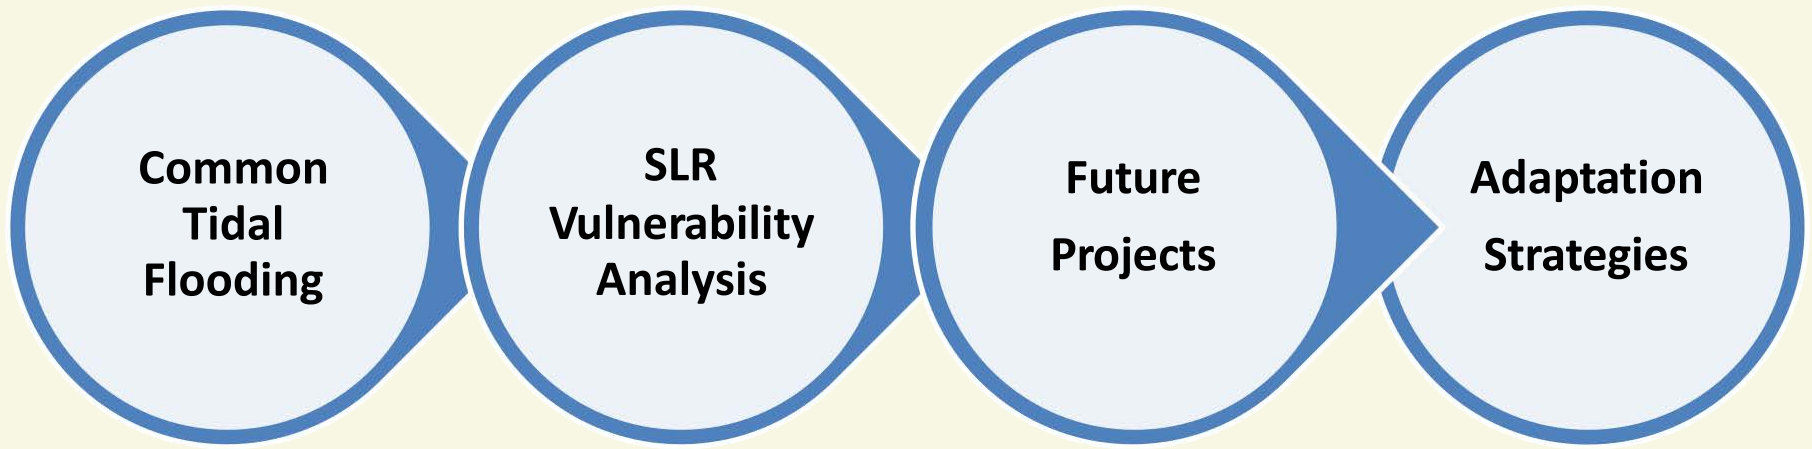 Common
Tidal
Flooding
SLR
Vulnerability
Analysis
Future
Projects
Adaptation
Strategies